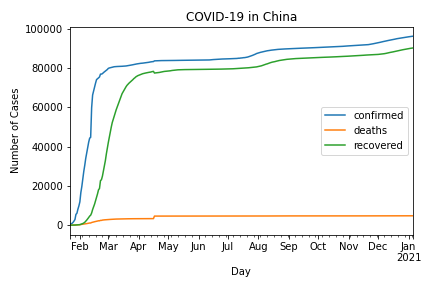 COVID-19 in China
Number of Cases
100000
80000
60000
40000
20000
0
confirmed
deaths
recovered
Feb Mar Apr May Jun Jul Aug Sep Oct Nov Dec Jan
2021
Day